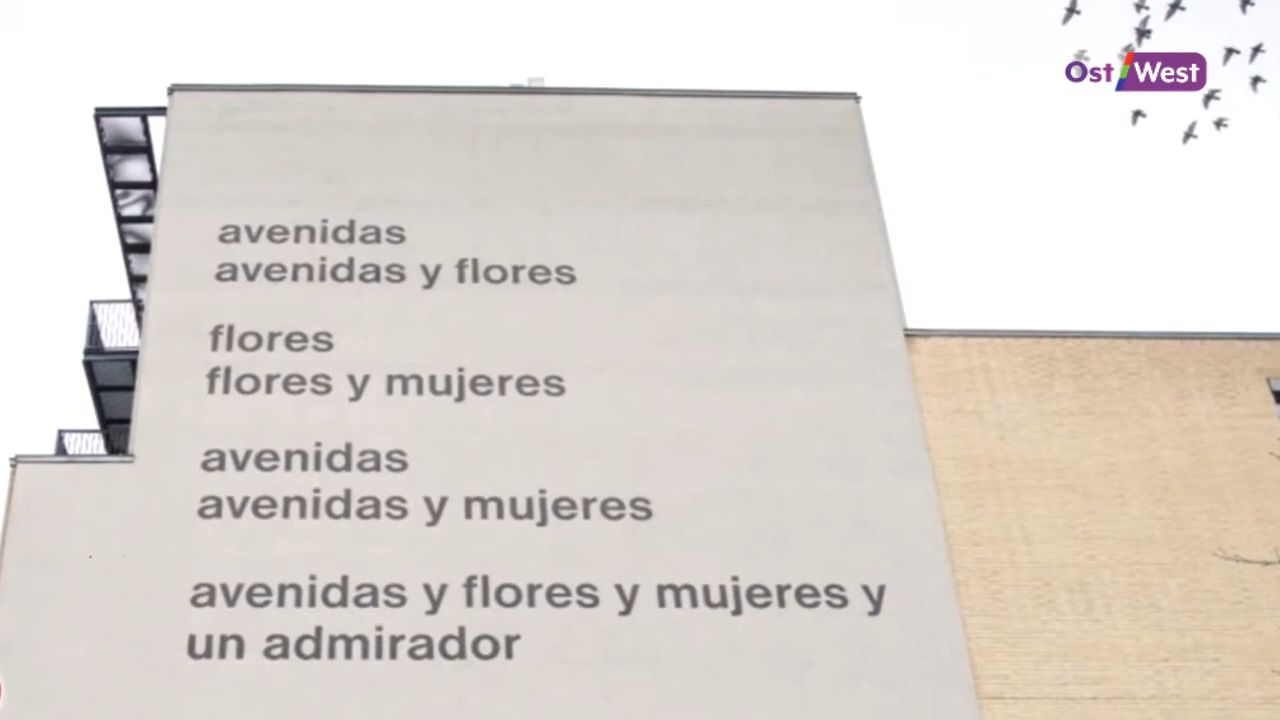 Ost West
avenidas
avenidas y flores
flores
flores y mujeres
avenidas
avenidas y mujeres
avenidas y flores y mujeres y
un admirador